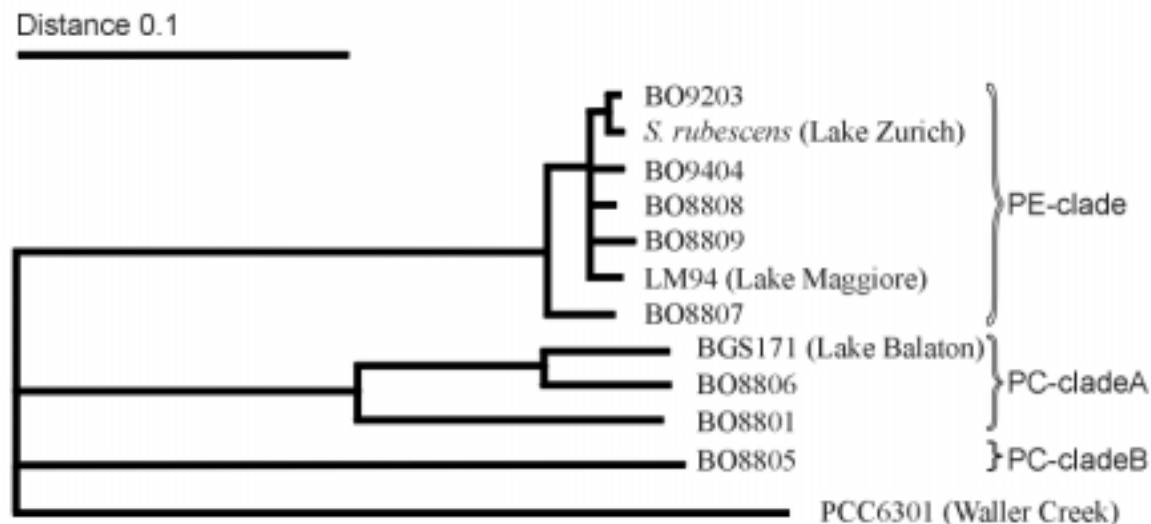 Distance 0.1
BO9203
S. rubescens (Lake Zurich)
BO9404
BO8808
PE-clade
BO8809
LM94 (Lake Maggiore)
BO8807
BGS171 (Lake Balaton)
BO8806
PC-cladeA
BO8801
BO8805
PC-cladeB
PCC6301 (Waller Creek)